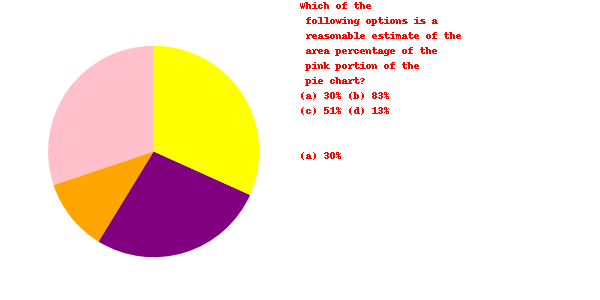 Which of the
following options is a
reasonable estimate of the
area percentage of the
pink portion of the
pie chart?
(a) 30% (b) 83%
(c) 51% (d) 13%
(a) 30%